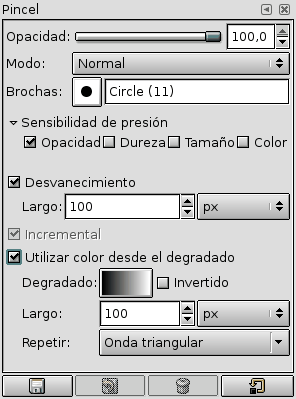 Pincel
Opacidad: 100,0
Modo: Normal
Brochas: Circle (11)
Sensibilidad de presión
Opacidad Dureza Tamaño Color
Desvanecimiento
Largo: 100 px
Incremental
Utilizar color desde el degradado
Degradado: Invertido
Largo: 100 px
Repetir: Onda triangular